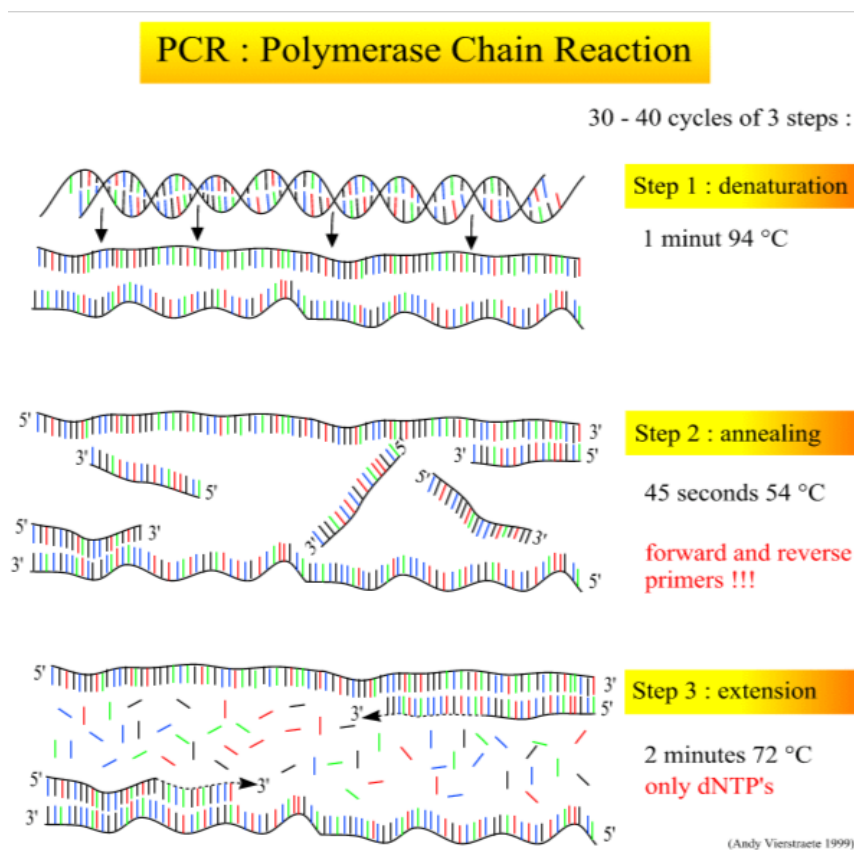 PCR : Polymerase Chain Reaction
30 - 40 cycles of 3 steps :
Step 1 : denaturation
1 minut 94 °C
5'
3'
Step 2 : annealing
3'
5'
5'
3'
5'
5'
45 seconds 54 °C
5'
3'
3'
3'
forward and reverse
primers !!!
3'
5'
5'
3'
Step 3 : extension
3'
5'
2 minutes 72 °C
5'
3'
only dNTP's
3'
5'
(Andy Vierstraete 1999)